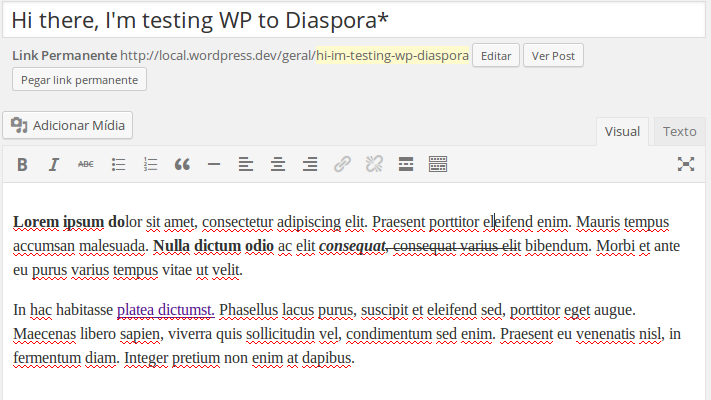 Hi there, I'm testing WP to Diaspora*
Link Permanente http://local.wordpress.dev/geral/hi-im-testing-wp-diaspora Editar Ver Post
Pegar link permanente
Adicionar Mídia
Visual Texto
B I ABC
Lorem ipsum dolor sit amet, consectetur adipiscing elit. Praesent porttitor eleifend enim. Mauris tempus
accumsan malesuada. Nulla dictum odio ac elit consequat, consequat varius elit bibendum. Morbi et ante
eu purus varius tempus vitae ut velit.
In hac habitasse platea dictumst. Phasellus lacus purus, suscipit et eleifend sed, porttitor eget augue.
Maecenas libero sapien, viverra quis sollicitudin vel, condimentum sed enim. Praesent eu venenatis nisl, in
fermentum diam. Integer pretium non enim at dapibus.